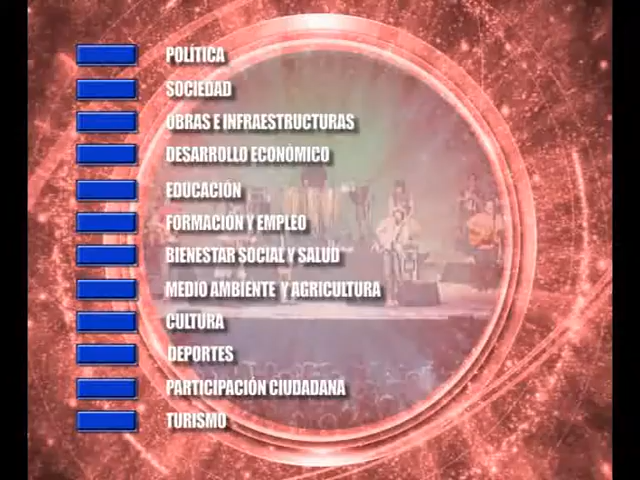 POLÍTICA
SOCIEDAD
OBRAS E INFRAESTRUCTURAS
DESARROLLO ECONÒMICO
EDUCACIÓN
FORMACIÓN Y EMPLEO
BIENESTAR SOCIAL Y SALUD
MEDIO AMBIENTE Y AGRICULTURA
CULTURA
DEPORTES
PARTICIPACIÓN CIUDADANA
TURISMO